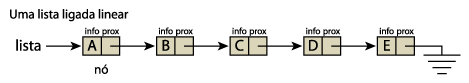 Uma lista ligada linear
info prox info prox info prox info prox info prox
lista A B C D E
nó